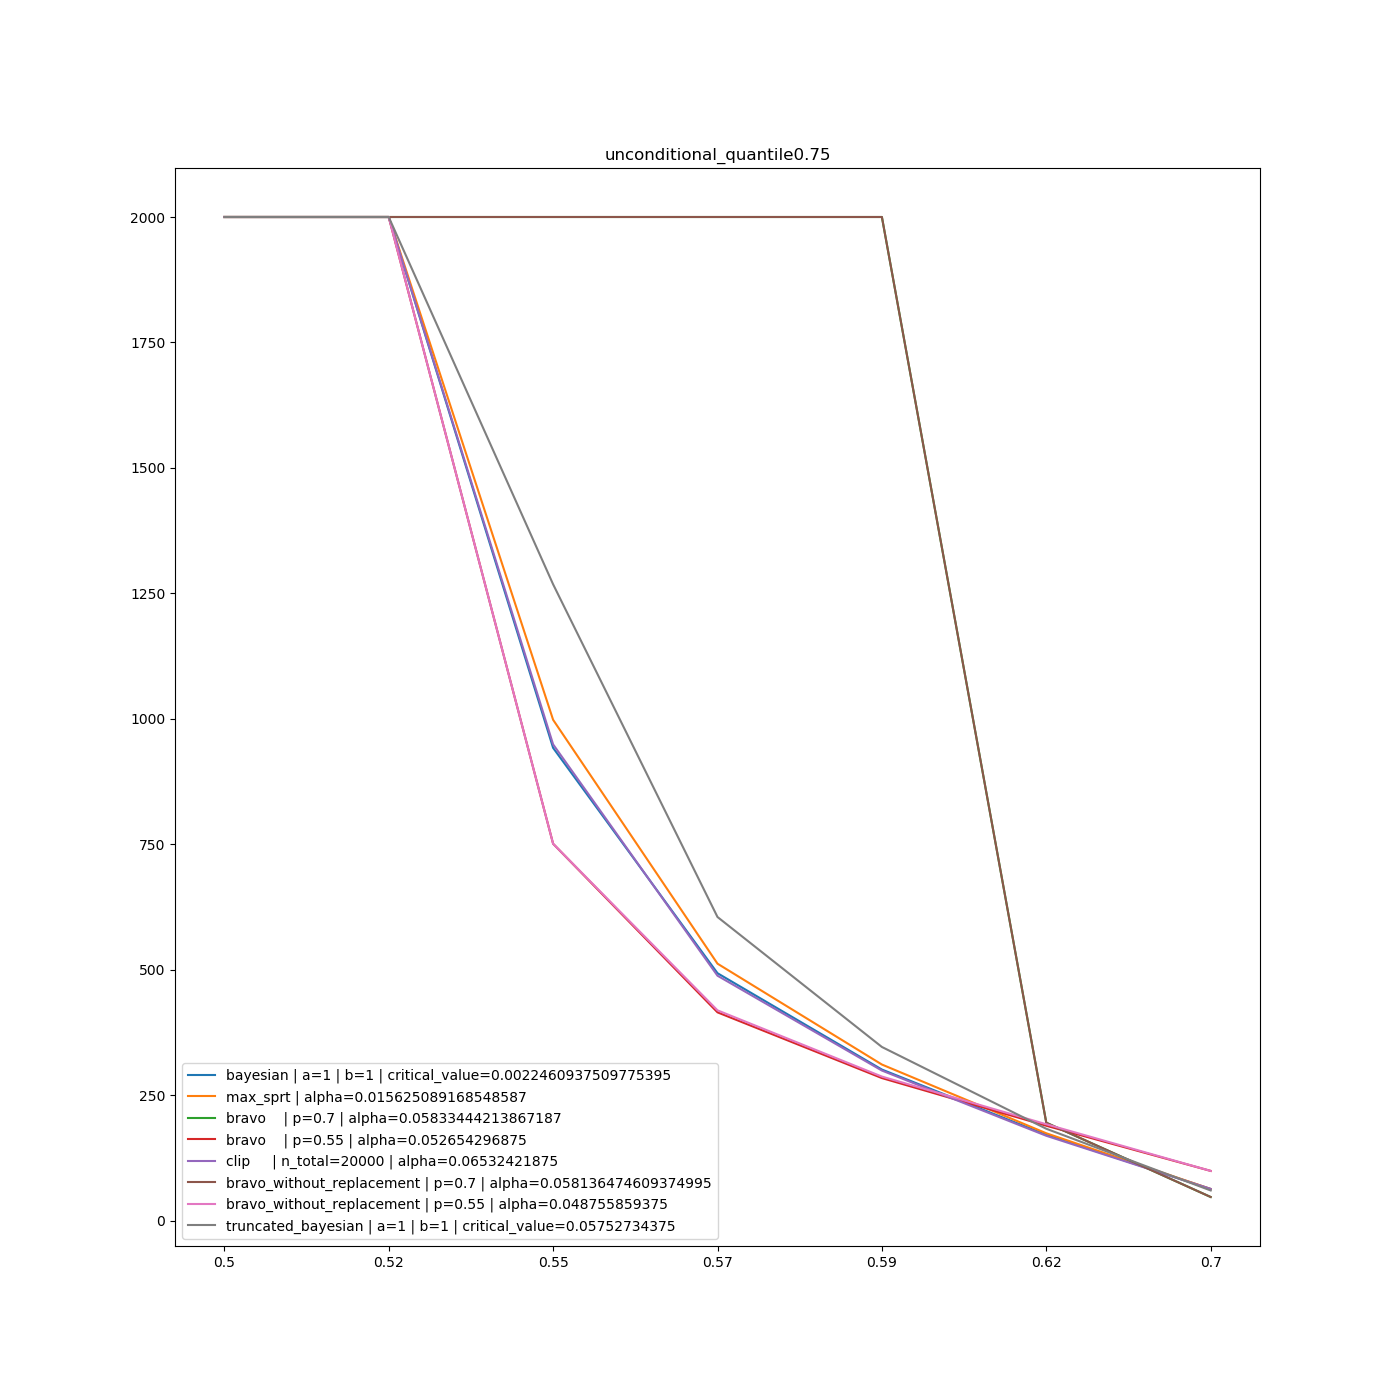 unconditional_quantile0.75
2000
1750
1500
1250
1000
750
500
250
0
bayesian | a=1 | b=1 | critical_value=0.0022460937509775395
max_sprt | alpha=0.015625089168548587
bravo    | p=0.7 | alpha=0.05833444213867187
bravo    | p=0.55 | alpha=0.052654296875
clip     | n_total=20000 | alpha=0.06532421875
bravo_without_replacement | p=0.7 | alpha=0.058136474609374995
bravo_without_replacement | p=0.55 | alpha=0.048755859375
truncated_bayesian | a=1 | b=1 | critical_value=0.05752734375
0.5 0.52 0.55 0.57 0.59 0.62 0.7